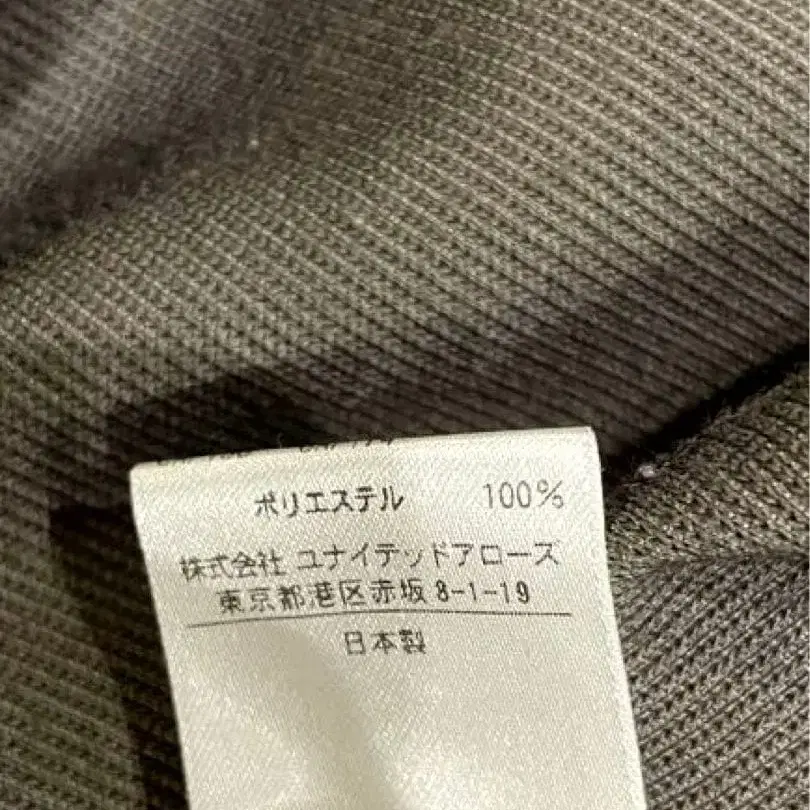 ポリエステル 100%
株式会社 ユナイテッドアローズ
東京都港区赤坂8-1-19
日本製